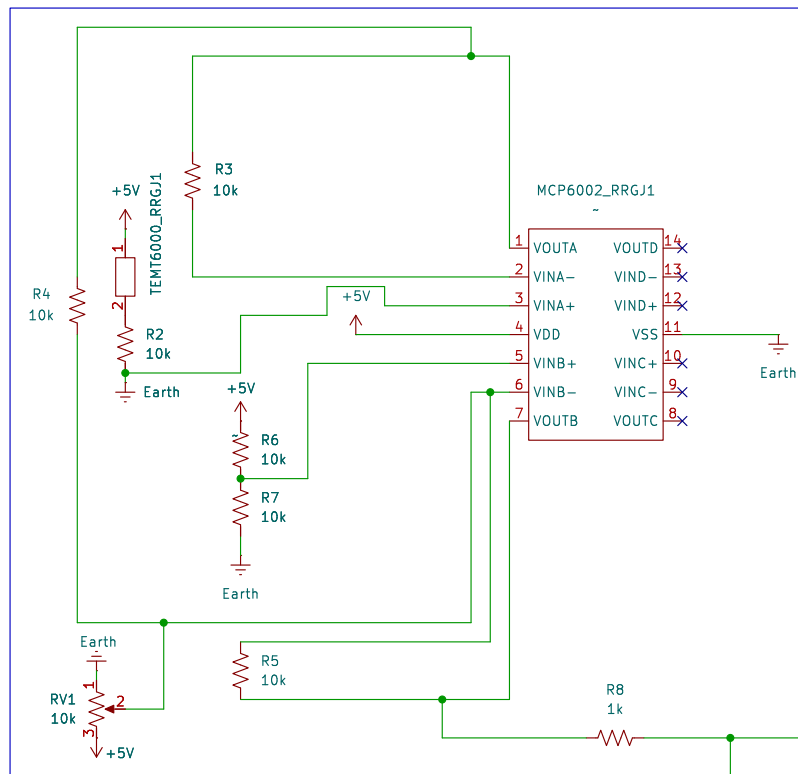 MCP6002_RRGJ1
~
+5V
TEMT6000_RRGJ1
1
2
R3
10k
R4
10k
R2
10k
Earth
+5V
1 VOUTA VOUTD 14
2 VINA- VIND- 13
3 VINA+ VIND+ 12
4 VDD VSS 11
5 VINB+ VINC+ 10
6 VINB- VINC- 9
7 VOUTB VOUTC 8
Earth
+5V
~
R6
10k
R7
10k
Earth
Earth
RV1
10k
1
2
3
+5V
R5
10k
R8
1k